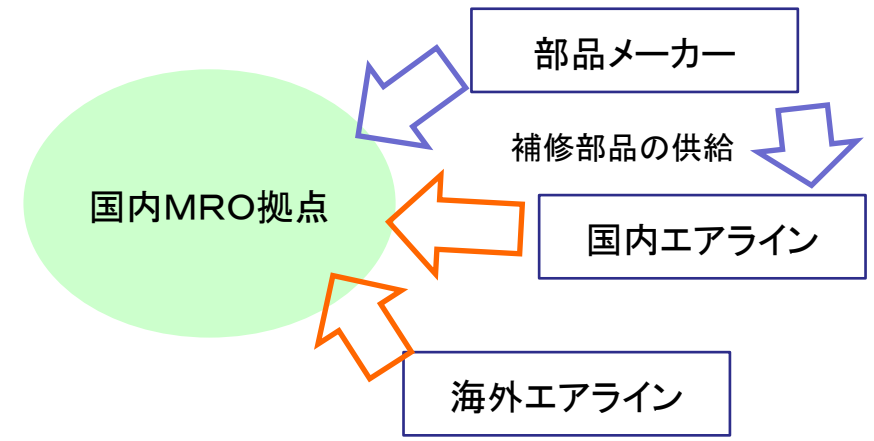 部品メーカー
補修部品の供給
国内ＭＲＯ拠点
国内エアライン
海外エアライン